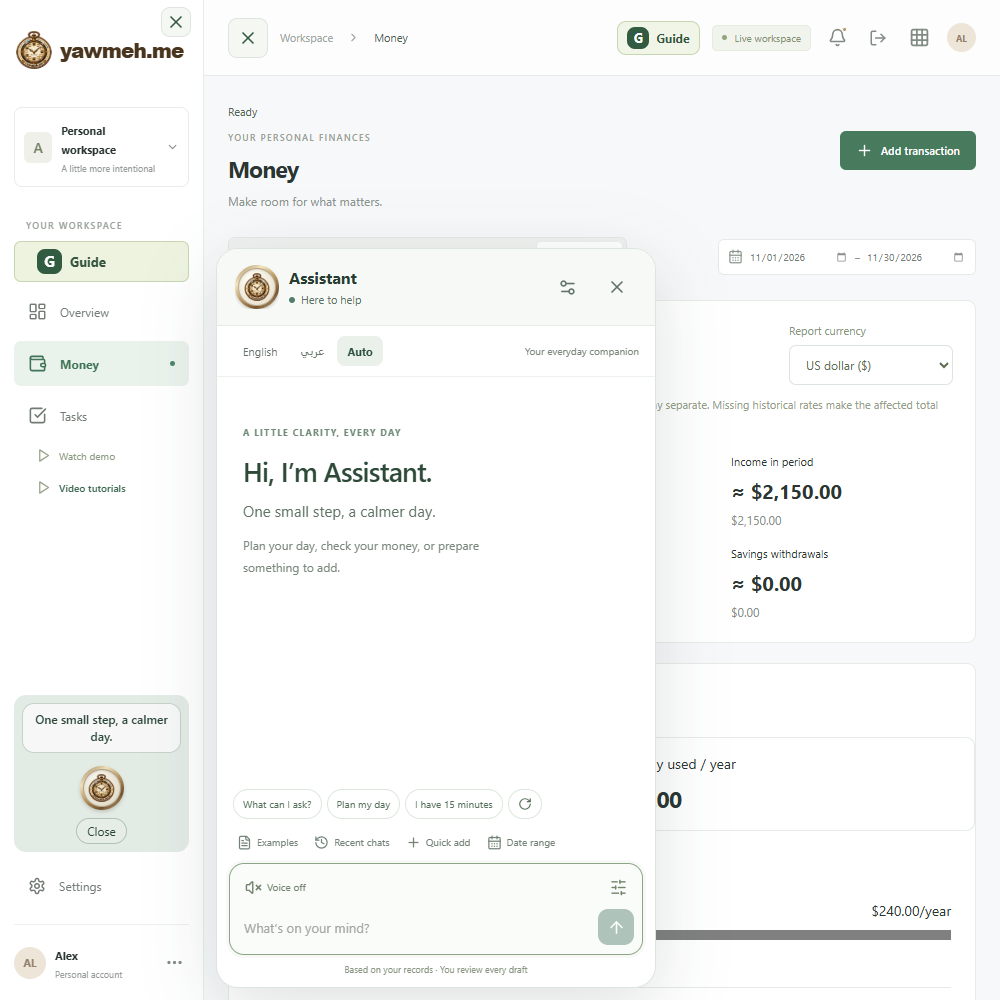 yawmeh.me
A
Personal workspace
A little more intentional
YOUR WORKSPACE
G Guide
Overview
Money
Tasks
Watch demo
Video tutorials
One small step, a calmer day.
Close
Settings
AL
Alex
Personal account
Workspace > Money
G Guide
Live workspace
AL
Ready
YOUR PERSONAL FINANCES
Money
Make room for what matters.
+ Add transaction
11/01/2026 – 11/30/2026
Report currency
US dollar ($)
y separate. Missing historical rates make the affected total
Income in period
≈ $2,150.00
$2,150.00
Savings withdrawals
≈ $0.00
$0.00
y used / year
00
$240.00/year
Assistant
Here to help
English
عربي
Auto
Your everyday companion
A LITTLE CLARITY, EVERY DAY
Hi, I’m Assistant.
One small step, a calmer day.
Plan your day, check your money, or prepare
something to add.
What can I ask?
Plan my day
I have 15 minutes
Examples
Recent chats
Quick add
Date range
Voice off
What's on your mind?
Based on your records · You review every draft